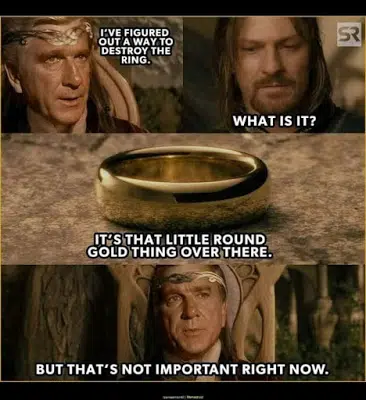 SR
I'VE FIGURED
OUT A WAY TO
DESTROY THE
RING.
WHAT IS IT?
IT'S THAT LITTLE ROUND
GOLD THING OVER THERE.
BUT THAT'S NOT IMPORTANT RIGHT NOW.